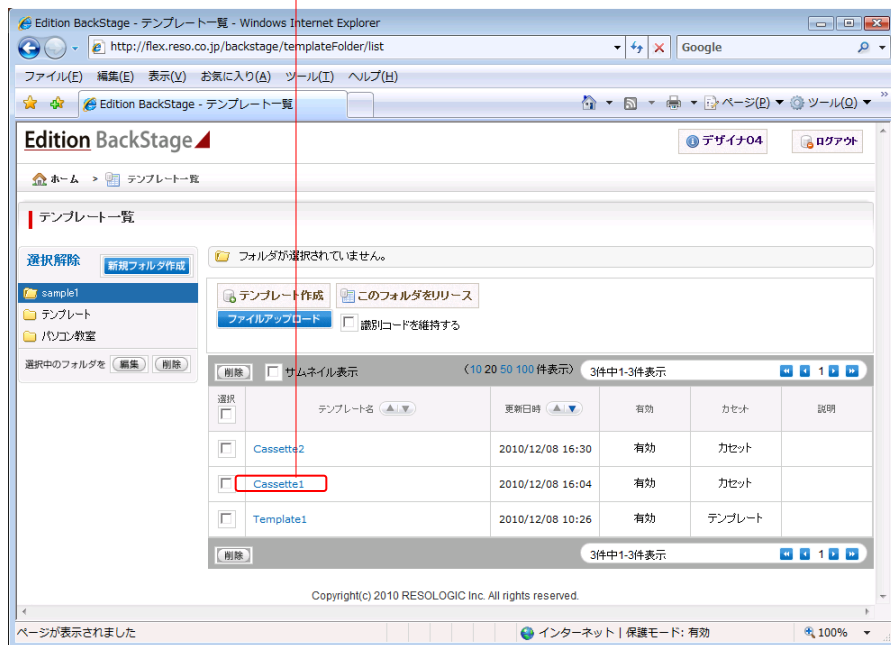 Edition BackStage - テンプレート一覧 - Windows Internet Explorer
http://flex.reso.co.jp/backstage/templateFolder/list
Google
ファイル(F) 編集(E) 表示(V) お気に入り(A) ツール(T) ヘルプ(H)
Edition BackStage - テンプレート一覧
ページ(P) ツール(O)
Edition BackStage
デザイナ04 ログアウト
ホーム > テンプレート一覧
テンプレート一覧
選択解除 新規フォルダ作成
フォルダが選択されていません。
sample1
テンプレート
パソコン教室
選択中のフォルダを 編集 削除
テンプレート作成 このフォルダをリリース
ファイルアップロード 識別コードを維持する
削除 サムネイル表示 (10 20 50 100 件表示) 3件中1-3件表示 1
選択 テンプレート名 更新日時 有効 カセット 説明
Cassette2 2010/12/08 16:30 有効 カセット
Cassette1 2010/12/08 16:04 有効 カセット
Template1 2010/12/08 10:26 有効 テンプレート
削除 3件中1-3件表示 1
Copyright(c) 2010 RESOLOGIC Inc. All rights reserved.
ページが表示されました インターネット | 保護モード: 有効 100%